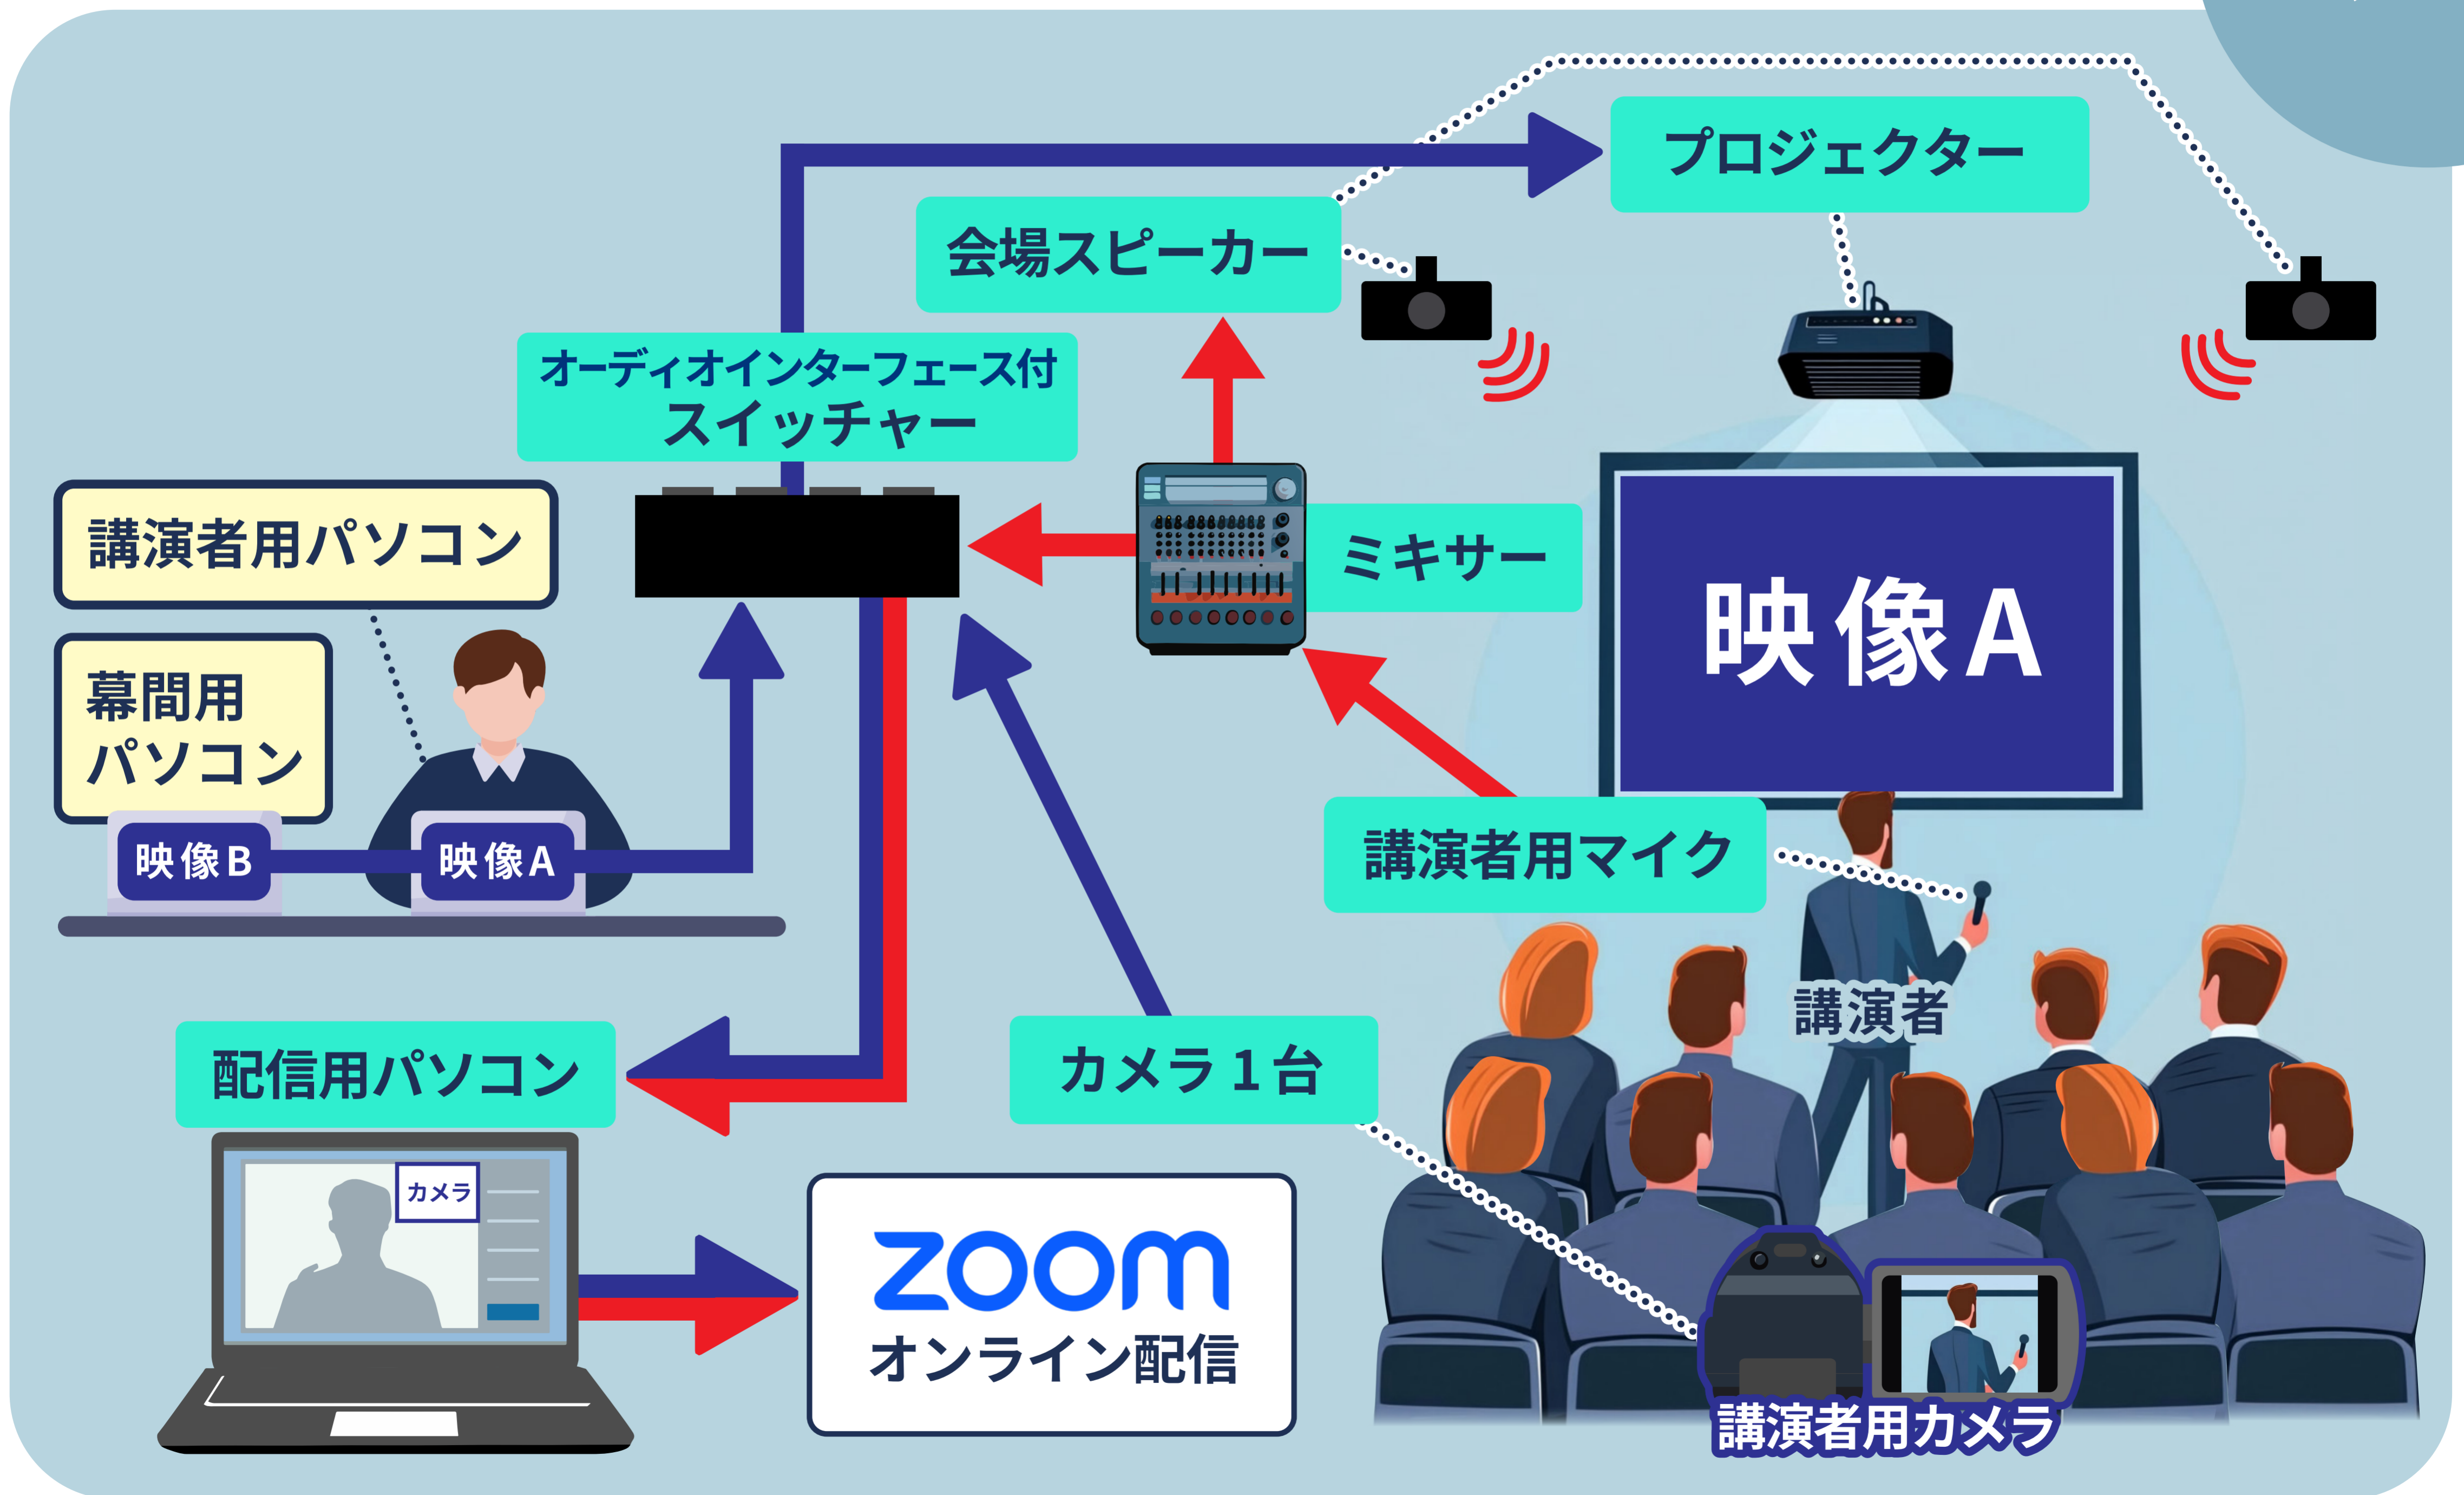 プロジェクター
会場スピーカー
オーディオインターフェース付
スイッチャー
講演者用パソコン
ミキサー
映像A
幕間用
パソコン
映像B
映像A
講演者用マイク
講演者
配信用パソコン
カメラ1台
カメラ
zoom
オンライン配信
講演者用カメラ